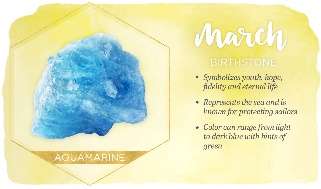 March
BIRTHSTONE
• Symbolizes youth, hope,
fidelity and eternal life
• Represents the sea and is
known for protecting sailors
• Color can range from light
to dark blue with hints of
green
AQUAMARINE